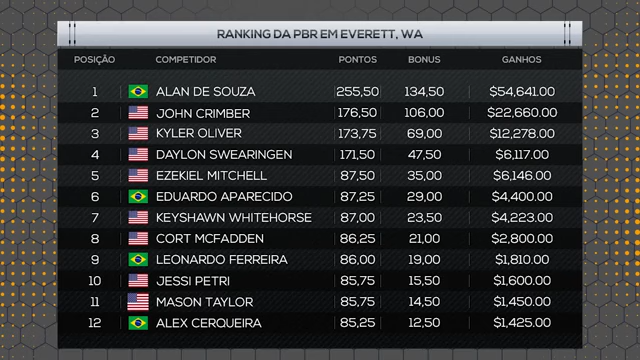 RANKING DA PBR EM EVERETT, WA
POSIÇÃO COMPETIDOR PONTOS BONUS GANHOS
1 ALAN DE SOUZA 255,50 134,50 $54,641.00
2 JOHN CRIMBER 176,50 106,00 $22,660.00
3 KYLER OLIVER 173,75 69,00 $12,278.00
4 DAYLON SWEARINGEN 171,50 47,50 $6,117.00
5 EZEKIEL MITCHELL 87,50 35,00 $6,146.00
6 EDUARDO APARECIDO 87,25 29,00 $4,400.00
7 KEYSHAWN WHITEHORSE 87,00 23,50 $4,223.00
8 CORT MCFADDEN 86,25 21,00 $2,800.00
9 LEONARDO FERREIRA 86,00 19,00 $1,810.00
10 JESSI PETRI 85,75 15,50 $1,600.00
11 MASON TAYLOR 85,75 14,50 $1,450.00
12 ALEX CERQUEIRA 85,25 12,50 $1,425.00